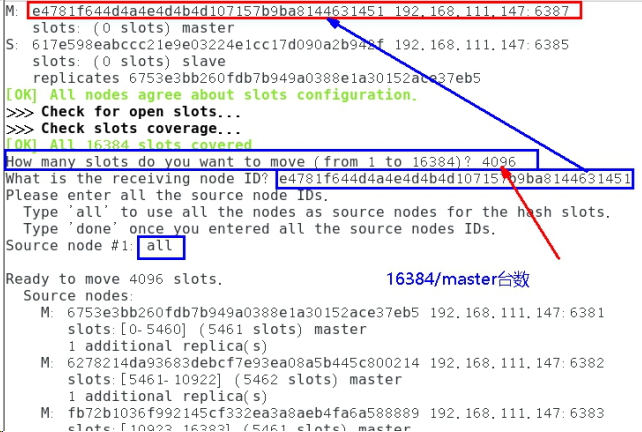 M: e4781f644d4a4e4d4b4d107157b9ba8144631451 192.168.111.147:6387
slots: (0 slots) master
S: 617e598eabccc21e9e03224e1cc17d090a2b942f 192.168.111.147:6385
slots: (0 slots) slave
replicates 6753e3bb260fdb7b949a0388e1a30152ace37eb5
[OK] All nodes agree about slots configuration.
>>> Check for open slots...
>>> Check slots coverage...
[OK] All 16384 slots covered
How many slots do you want to move (from 1 to 16384)? 4096
What is the receiving node ID? e4781f644d4a4e4d4b4d107157b9ba8144631451
Please enter all the source node IDs.
Type 'all' to use all the nodes as source nodes for the hash slots.
Type 'done' once you entered all the source nodes IDs.
Source node #1: all
16384/master台数
Ready to move 4096 slots.
Source nodes:
M: 6753e3bb260fdb7b949a0388e1a30152ace37eb5 192.168.111.147:6381
slots:[0-5460] (5461 slots) master
1 additional replica(s)
M: 6278214da93683debcf7e93ea08a5b445c800214 192.168.111.147:6382
slots:[5461-10922] (5462 slots) master
1 additional replica(s)
M: fb72b1036f992145cf332ea3a8aeb4fa6a588889 192.168.111.147:6383
slots:[10923-16383] (5461 slots) master